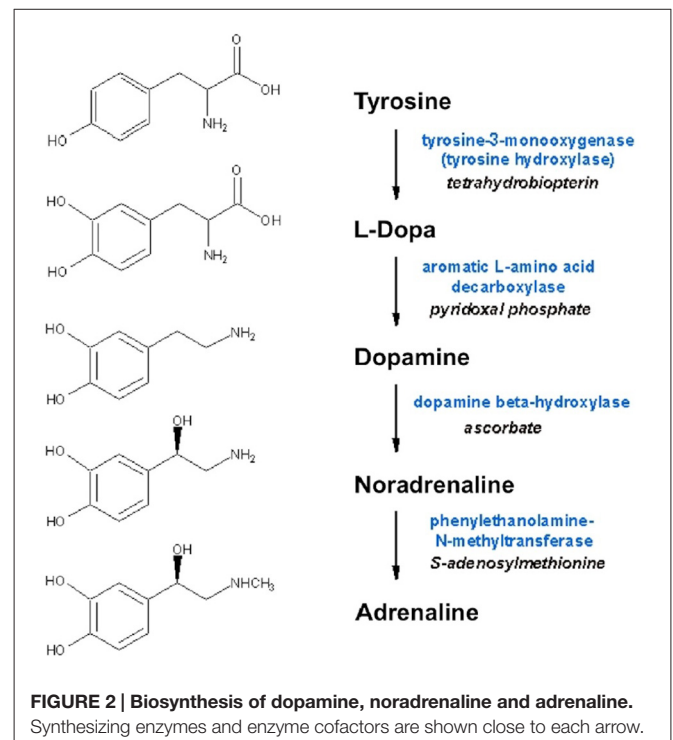 O
OH
NH2
HO
Tyrosine
tyrosine-3-monooxygenase
(tyrosine hydroxylase)
tetrahydrobiopterin
HO
O
OH
NH2
HO
L-Dopa
aromatic L-amino acid
decarboxylase
pyridoxal phosphate
HO
NH2
HO
Dopamine
dopamine beta-hydroxylase
ascorbate
OH
HO
NH2
HO
Noradrenaline
phenylethanolamine-
N-methyltransferase
S-adenosylmethionine
OH
HO
NHCH3
HO
Adrenaline
FIGURE 2 | Biosynthesis of dopamine, noradrenaline and adrenaline.
Synthesizing enzymes and enzyme cofactors are shown close to each arrow.